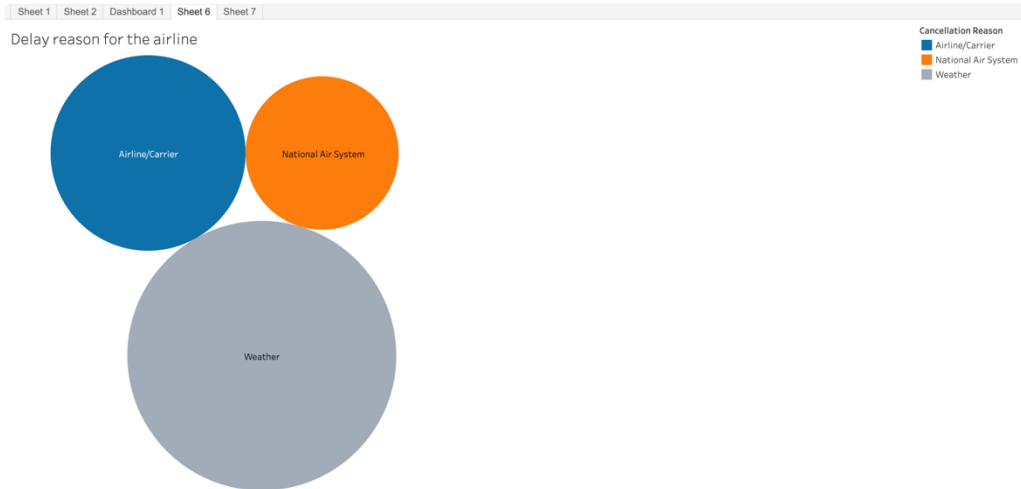 Sheet 1 Sheet 2 Dashboard 1 Sheet 6 Sheet 7
Delay reason for the airline
Cancellation Reason
Airline/Carrier
National Air System
Weather
Airline/Carrier
National Air System
Weather